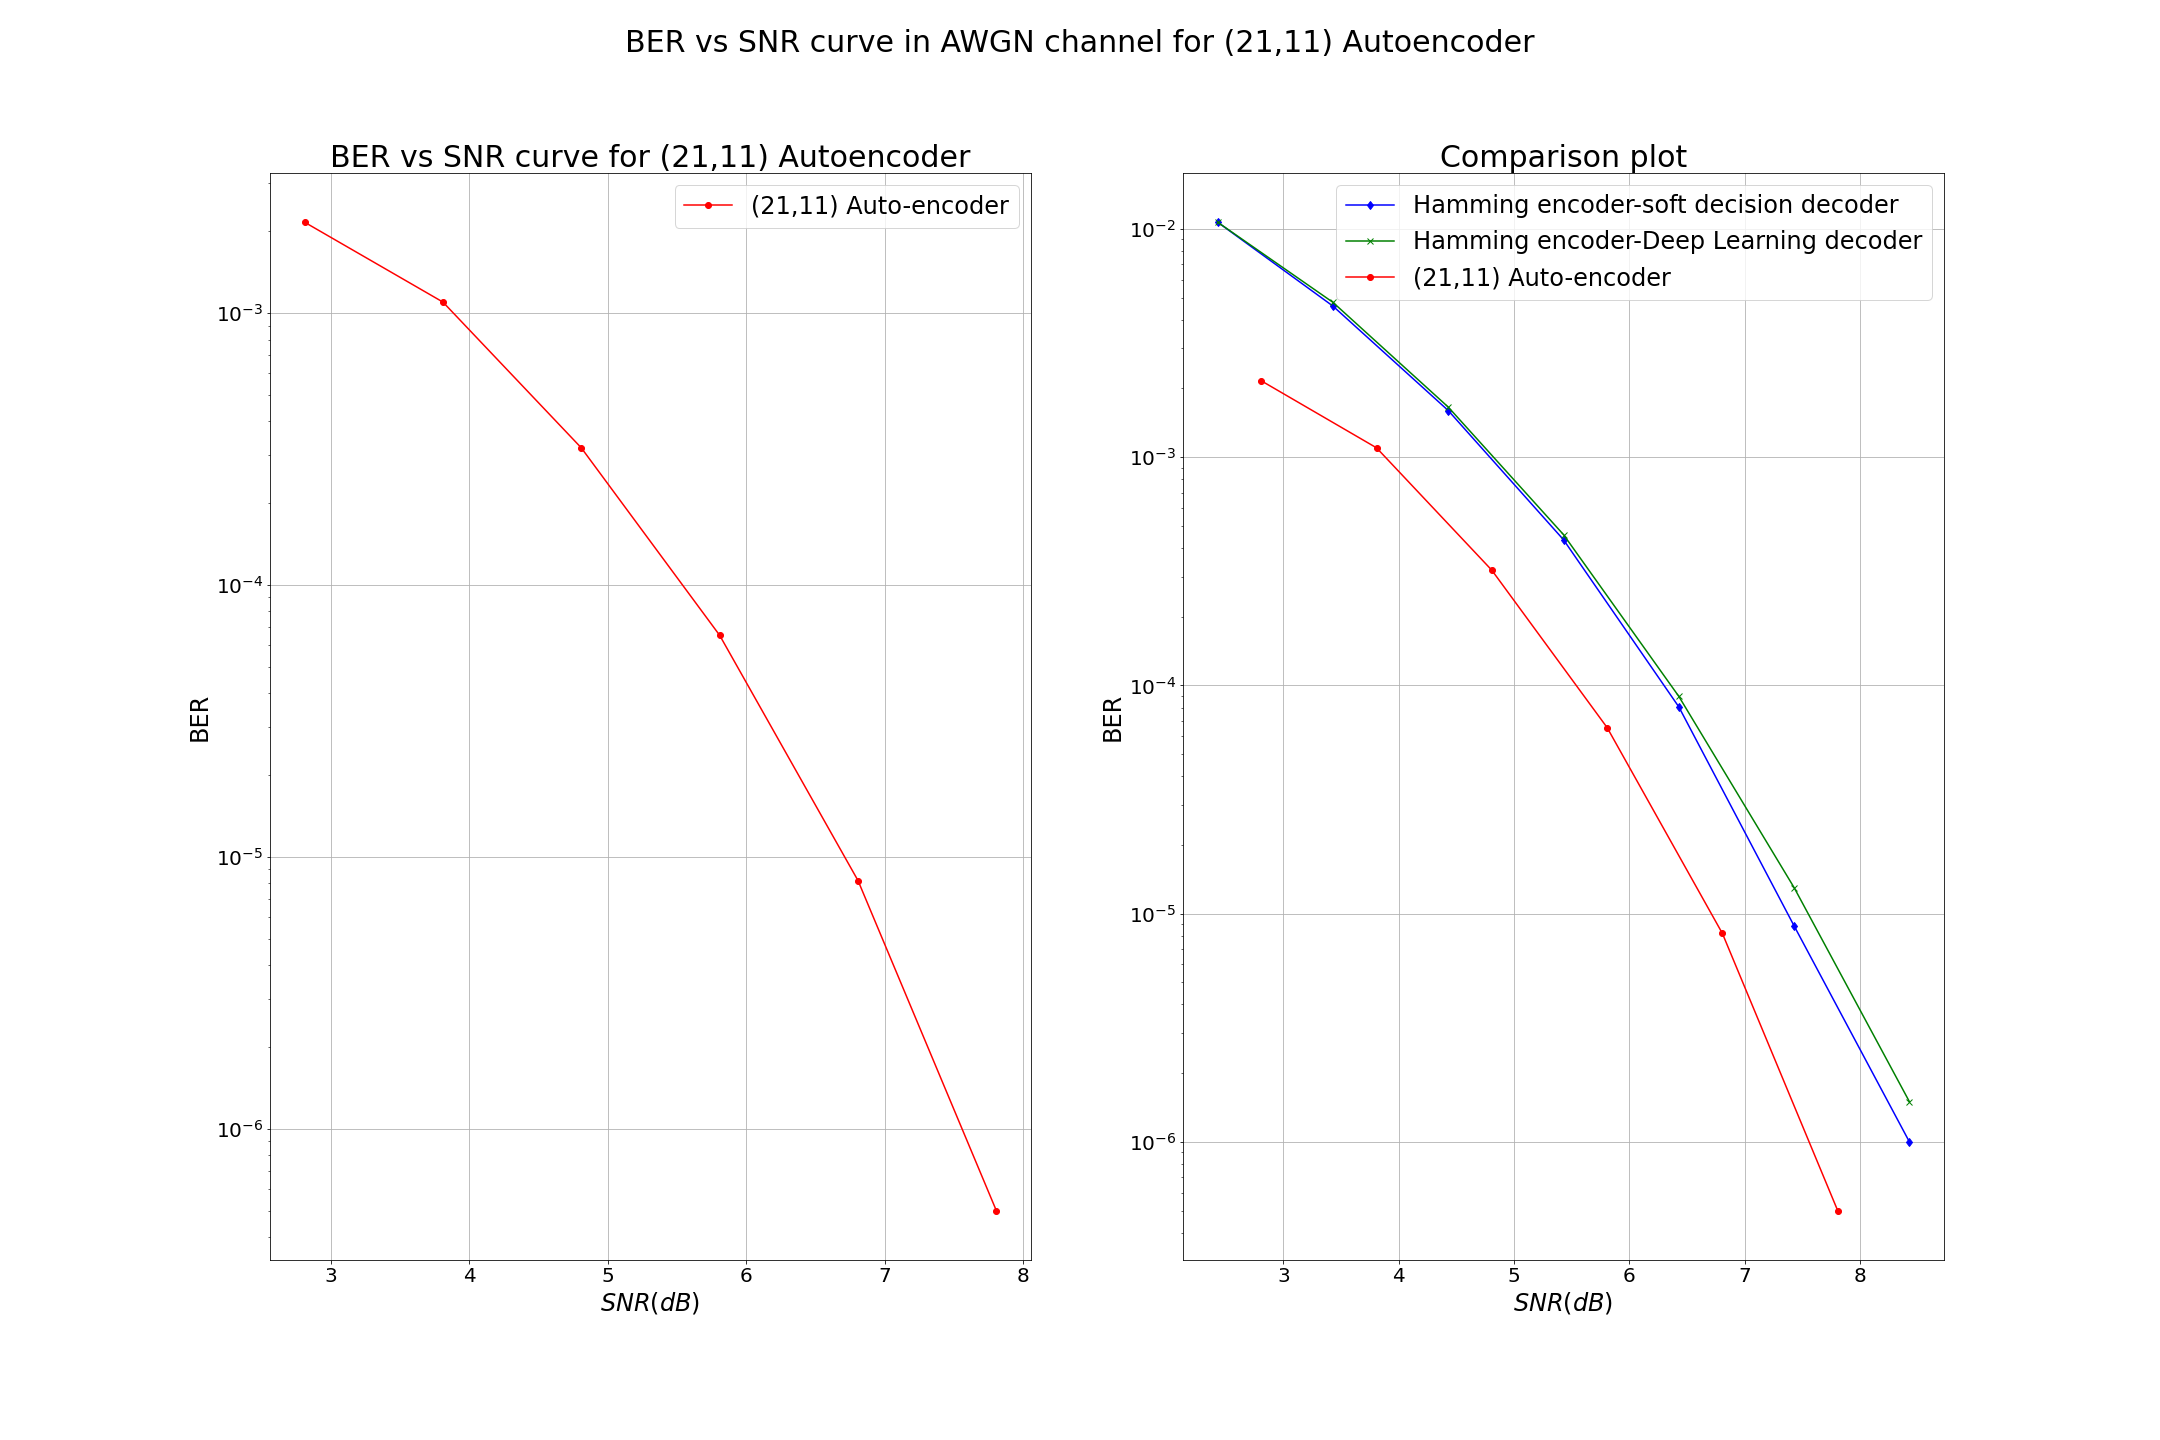 BER vs SNR curve in AWGN channel for (21,11) Autoencoder
BER vs SNR curve for (21,11) Autoencoder
(21,11) Auto-encoder
10⁻³
10⁻⁴
10⁻⁵
10⁻⁶
BER
3 4 5 6 7 8
SNR(dB)
Comparison plot
Hamming encoder-soft decision decoder
Hamming encoder-Deep Learning decoder
(21,11) Auto-encoder
10⁻²
10⁻³
10⁻⁴
10⁻⁵
10⁻⁶
BER
3 4 5 6 7 8
SNR(dB)